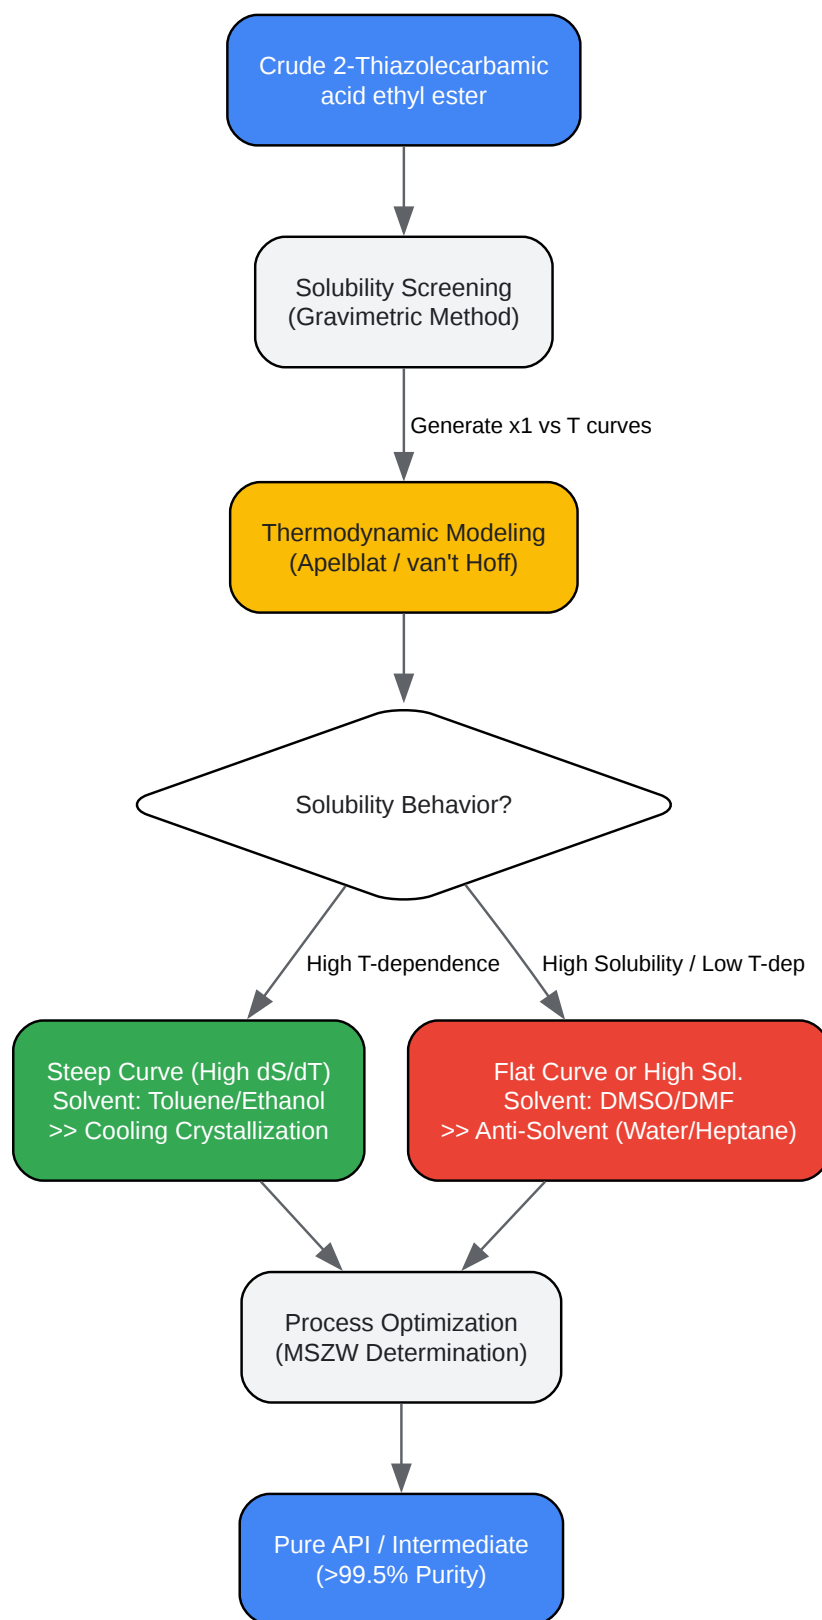 Crude 2-Thiazolecarbamic
acid ethyl ester
Solubility Screening
(Gravimetric Method)
Generate x1 vs T curves
Thermodynamic Modeling
(Apelblat / van't Hoff)
Solubility Behavior?
High T-dependence
High Solubility / Low T-dep
Steep Curve (High dS/dT)
Solvent: Toluene/Ethanol
>> Cooling Crystallization
Flat Curve or High Sol.
Solvent: DMSO/DMF
>> Anti-Solvent (Water/Heptane)
Process Optimization
(MSZW Determination)
Pure API / Intermediate
(>99.5% Purity)